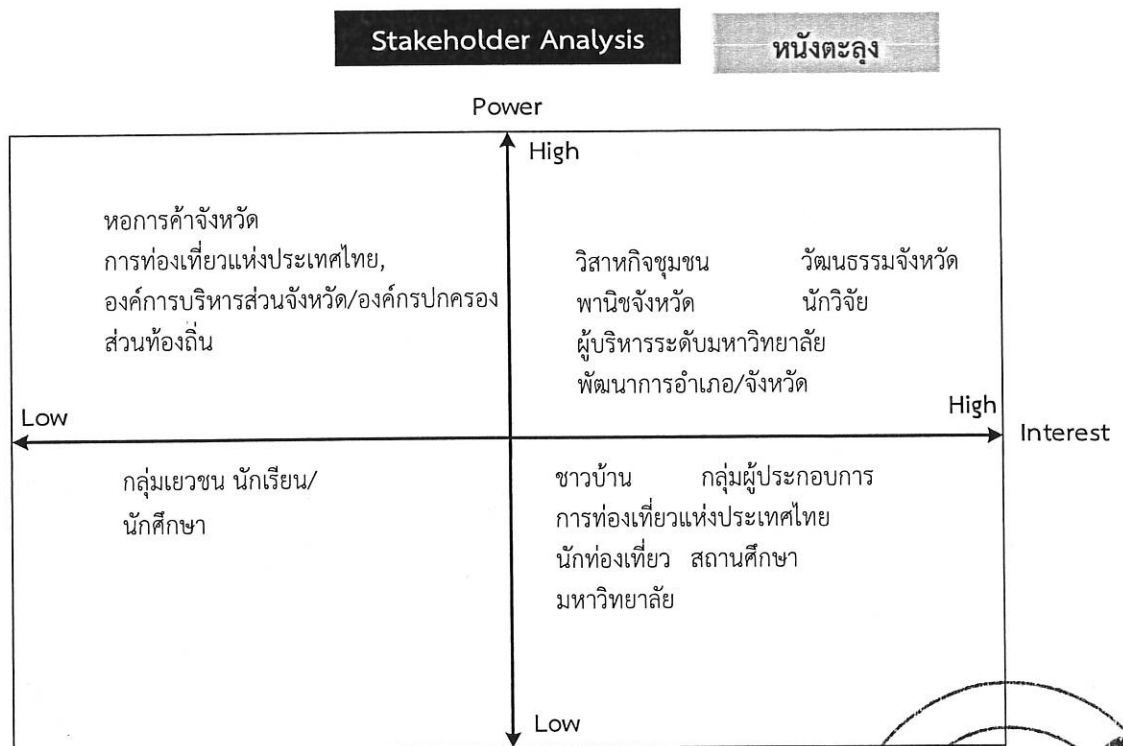 Stakeholder Analysis
หนังตะลุง
Power
High
หอการค้าจังหวัด
การท่องเที่ยวแห่งประเทศไทย,
องค์การบริหารส่วนจังหวัด/องค์กรปกครอง
ส่วนท้องถิ่น
วิสาหกิจชุมชน วัฒนธรรมจังหวัด
พานิชจังหวัด นักวิจัย
ผู้บริหารระดับมหาวิทยาลัย
พัฒนาการอำเภอ/จังหวัด
Low
High
Interest
กลุ่มเยวชน นักเรียน/
นักศึกษา
ชาวบ้าน กลุ่มผู้ประกอบการ
การท่องเที่ยวแห่งประเทศไทย
นักท่องเที่ยว สถานศึกษา
มหาวิทยาลัย
Low